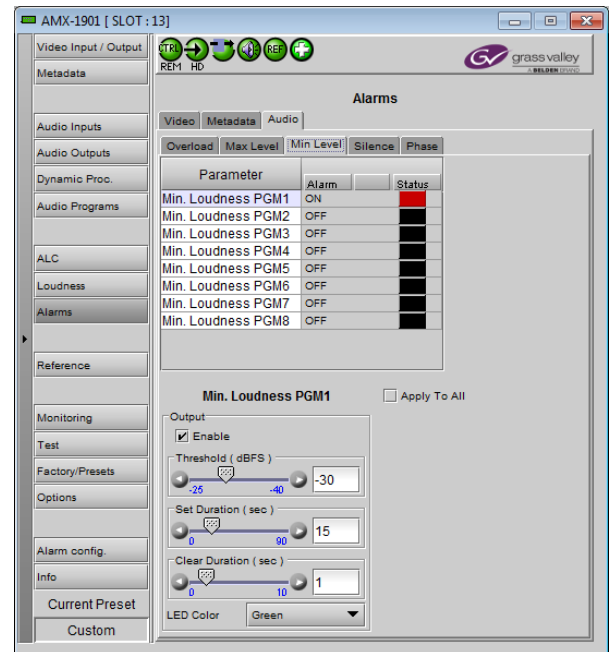 AMX-1901 [ SLOT : 13]
Video Input / Output
Metadata
Audio Inputs
Audio Outputs
Dynamic Proc.
Audio Programs
ALC
Loudness
Alarms
Reference
Monitoring
Test
Factory/Presets
Options
Alarm config.
Info
Current Preset
Custom
CTRL REF
REM HD
GV grass valley
A BELDEN BRAND
Alarms
Video Metadata Audio
Overload Max Level Min Level Silence Phase
Parameter Alarm Status
Min. Loudness PGM1 ON
Min. Loudness PGM2 OFF
Min. Loudness PGM3 OFF
Min. Loudness PGM4 OFF
Min. Loudness PGM5 OFF
Min. Loudness PGM6 OFF
Min. Loudness PGM7 OFF
Min. Loudness PGM8 OFF
Min. Loudness PGM1 Apply To All
Output
Enable
Threshold ( dBFS )
-25 -40 -30
Set Duration ( sec )
0 90 15
Clear Duration ( sec )
0 10 1
LED Color Green